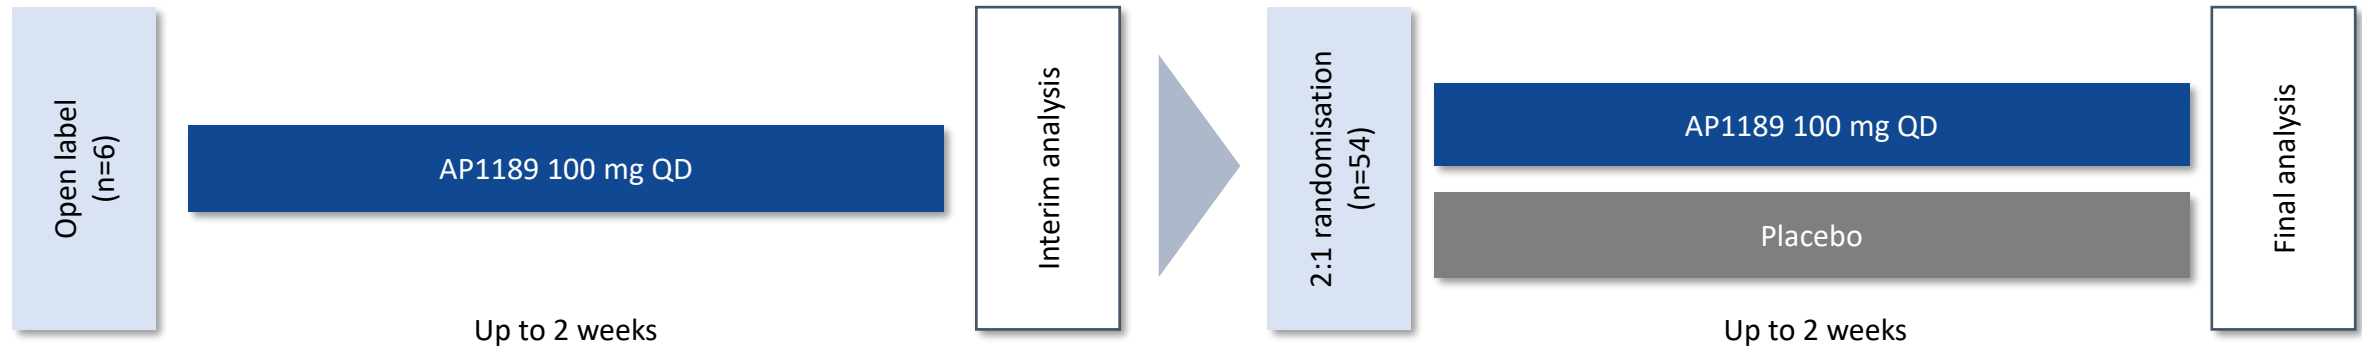 Open label
(n=6)
AP1189 100 mg QD
Up to 2 weeks
Interim analysis
2:1 randomisation
(n=54)
AP1189 100 mg QD
Placebo
Up to 2 weeks
Final analysis